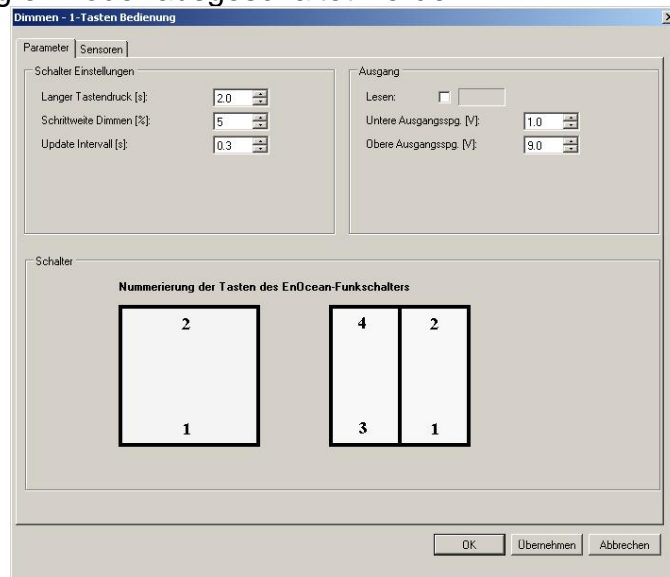 Dimmen - 1-Tasten Bedienung
Parameter
Sensoren
Schalter Einstellungen
Langer Tastendruck [s]:
2.0
Schrittweite Dimmen [%]:
5
Update Intervall [s]:
0.3
Ausgang
Lesen:
Untere Ausgangsspg. [V]:
1.0
Obere Ausgangsspg. [V]:
9.0
Schalter
Nummerierung der Tasten des EnOcean-Funkschalters
2
1
4 2
3 1
OK
Übernehmen
Abbrechen